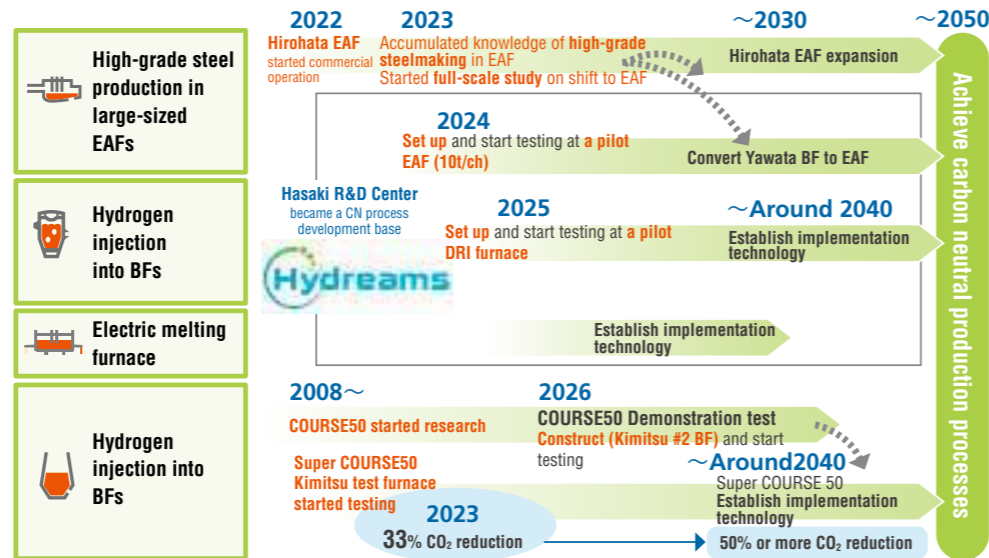 2022
2023
~2030
~2050
High-grade steel
production in
large-sized
EAFs
Hirohata EAF
started commercial
operation
Accumulated knowledge of high-grade
steelmaking in EAF
Started full-scale study on shift to EAF
Hirohata EAF expansion
2024
Set up and start testing at a pilot
EAF (10t/ch)
Convert Yawata BF to EAF
Hydrogen
injection
into BFs
Hasaki R&D Center
became a CN process
development base
Hydreams
2025
Set up and start testing at a pilot
DRI furnace
~Around 2040
Establish implementation
technology
Electric melting
furnace
Establish implementation
technology
Hydrogen
injection into
BFs
2008~
COURSE50 started research
2026
COURSE50 Demonstration test
Construct (Kimitsu #2 BF) and start
testing
Super COURSE50
Kimitsu test furnace
started testing
~Around2040
Super COURSE 50
Establish implementation
technology
2023
33% CO₂ reduction
50% or more CO₂ reduction
Achieve carbon neutral production processes